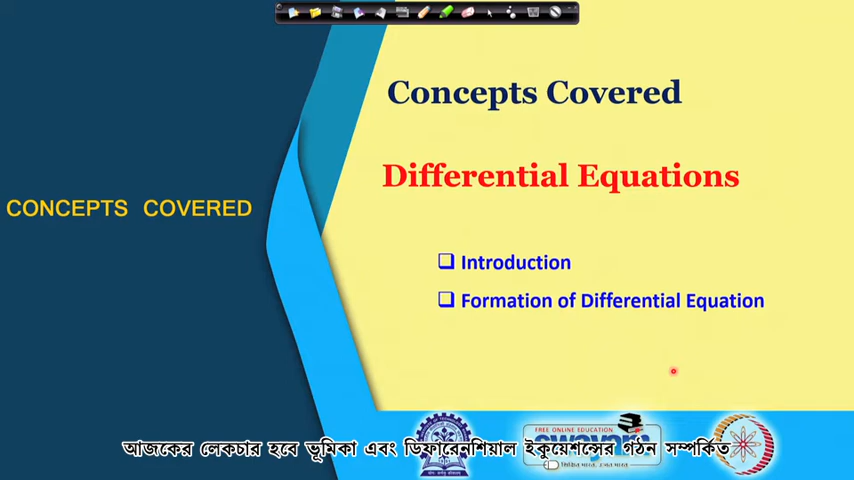 Concepts Covered
Differential Equations
CONCEPTS COVERED
Introduction
Formation of Differential Equation
FREE ONLINE EDUCATION
swayam
আজকের লেকচার হবে ভূমিকা এবং ডিফারেনশিয়াল ইকুয়েশন্সের গঠন সম্পর্কিত